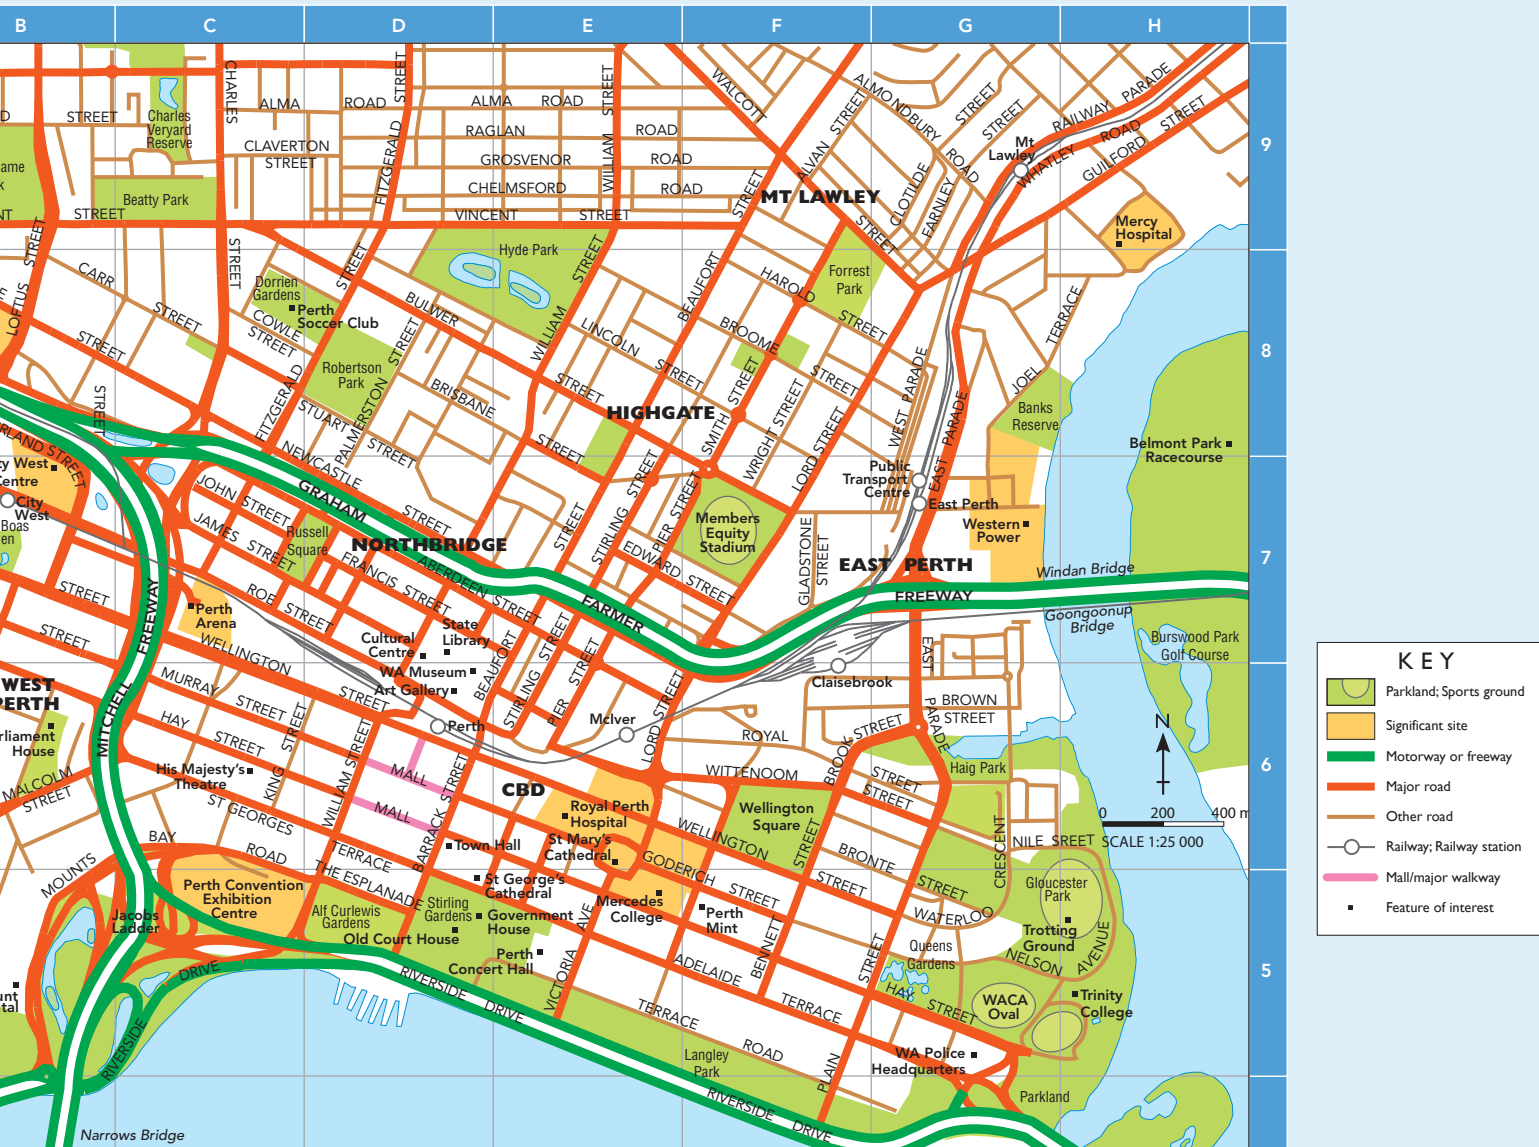 B C D E F G H
9
8
7
6
5
STREET
Charles
Veryard
Reserve
CHARLES
STREET
ALMA ROAD
CLAVERTON
STREET
FITZGERALD
STREET
ALMA ROAD
RAGLAN ROAD
GROSVENOR ROAD
CHELMSFORD ROAD
VINCENT STREET
WILLIAM
STREET
WALCOTT
STREET
ALMONDBURY
ROAD
STREET
STREET
ALVAN
STREET
CLOTILDE
FARNLEY
Mt
Lawley
RAILWAY PARADE
WHATLEY
ROAD
GUILFORD
STREET
Mercy
Hospital
MT LAWLEY
Beatty Park
STREET
LOFTUS
STREET
CARR
STREET
STREET
STREET
Dorrien
Gardens
Perth
Soccer Club
COWLE
STREET
Hyde Park
BULWER
STREET
STREET
Robertson
Park
PALMERSTON
STREET
BRISBANE
STREET
STUART
STREET
FITZGERALD
STREET
WILLIAM
STREET
LINCOLN
STREET
BEAUFORT
STREET
HAROLD
STREET
BROOME
STREET
Forrest
Park
HIGHGATE
SMITH
STREET
WRIGHT STREET
LORD STREET
WEST PARADE
EAST
PARADE
JOEL
TERRACE
Banks
Reserve
Belmont Park
Racecourse
Public
Transport
Centre
East Perth
Western
Power
STREET
City
West
NEWCASTLE
STREET
GRAHAM
JOHN STREET
JAMES STREET
Russell
Square
NORTHBRIDGE
FRANCIS STREET
ABERDEEN STREET
ROE STREET
FARMER
FREEWAY
STREET
STIRLING
STREET
PIER STREET
EDWARD STREET
Members
Equity
Stadium
GLADSTONE
STREET
EAST PERTH
Windan Bridge
Goongoonup
Bridge
Burswood Park
Golf Course
Perth
Arena
STREET
STREET
MITCHELL
FREEWAY
WELLINGTON
STREET
Cultural
Centre
State
Library
WA Museum
Art Gallery
Perth
BEAUFORT
STIRLING STREET
PIER STREET
McIver
LORD STREET
Claisebrook
ROYAL
EAST
PARADE
BROWN
STREET
WEST
PERTH
House
MALCOLM
STREET
MURRAY STREET
HAY STREET
KING STREET
WILLIAM STREET
His Majesty's
Theatre
MALL
MALL
BARRACK STREET
CBD
Royal Perth
Hospital
St Mary's
Cathedral
WITTENOOM
STREET
BROOK STREET
STREET
Haig Park
Wellington
Square
WELLINGTON
STREET
GODERICH
STREET
BRONTE
STREET
NILE SREET
CRESCENT
ST GEORGES
TERRACE
BAY
ROAD
MOUNTS
THE ESPLANADE
Town Hall
St George's
Cathedral
Perth Convention
Exhibition
Centre
Jacobs
Ladder
Alf Curlewis
Gardens
Stirling
Gardens
Old Court House
Government
House
Perth
Concert Hall
VICTORIA
AVE
Mercedes
College
Perth
Mint
BENNETT
STREET
ADELAIDE
TERRACE
WATERLOO
Queens
Gardens
Gloucester
Park
Trotting
Ground
NELSON
AVENUE
WACA
Oval
HAY STREET
Trinity
College
WA Police
Headquarters
PLAIN
STREET
TERRACE
ROAD
Langley
Park
Parkland
RIVERSIDE DRIVE
RIVERSIDE DRIVE
RIVERSIDE
DRIVE
Narrows Bridge
N
0 200 400 m
SCALE 1:25 000
KEY
Parkland; Sports ground
Significant site
Motorway or freeway
Major road
Other road
Railway; Railway station
Mall/major walkway
Feature of interest